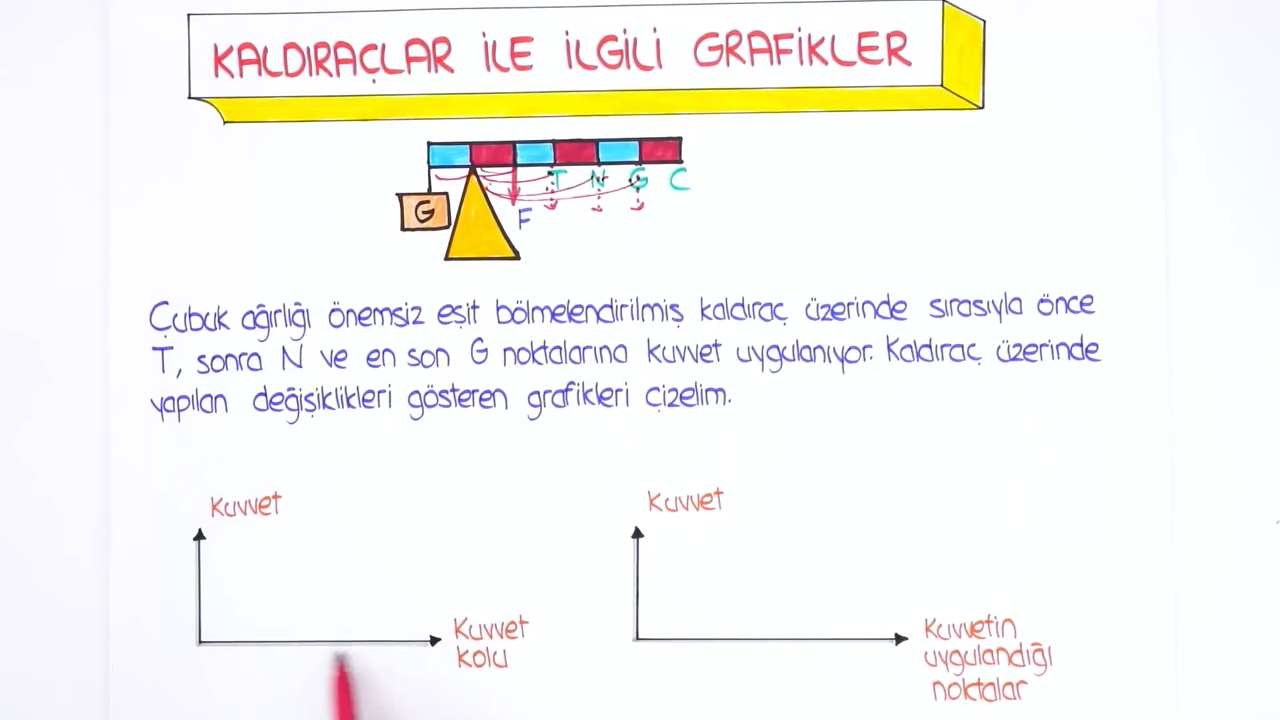 KALDIRAÇLAR İLE İLGİLİ GRAFİKLER
T N G C
G
F
Çubuk ağırlığı önemsiz eşit bölmelendirilmiş kaldıraç üzerinde sırasıyla önce
T, sonra N ve en son G noktalarına kuvvet uygulanıyor. Kaldıraç üzerinde
yapılan değişiklikleri gösteren grafikleri çizelim.
Kuvvet
Kuvvet
kolu
Kuvvet
Kuvvetin
uygulandığı
noktalar